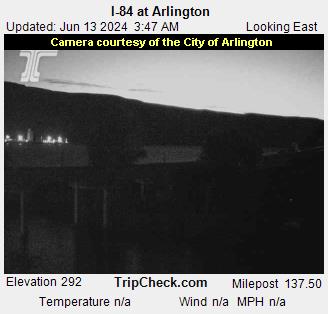 I-84 at Arlington
Updated: Jun 13 2024 3:47 AM Looking East
Camera courtesy of the City of Arlington
Elevation 292 TripCheck.com Milepost 137.50
Temperature n/a Wind n/a MPH n/a